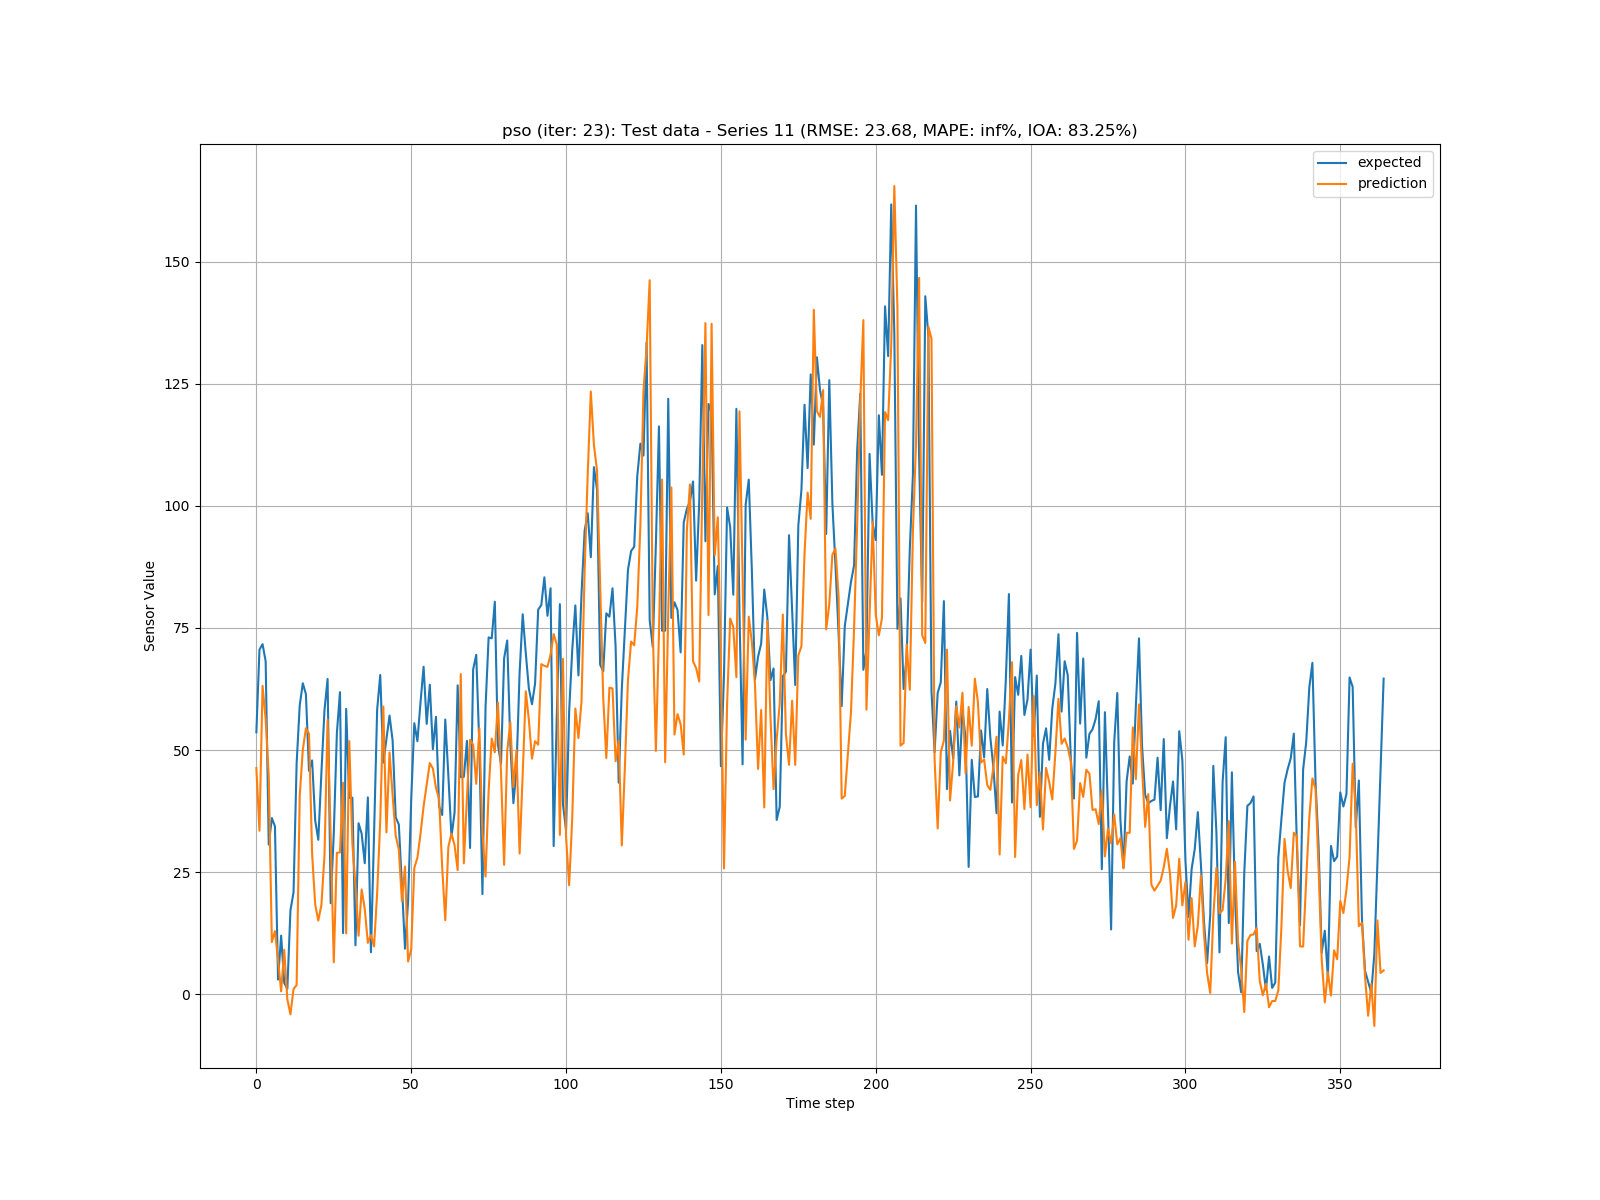 pso (iter: 23): Test data - Series 11 (RMSE: 23.68, MAPE: inf%, IOA: 83.25%)
expected
prediction
150
125
100
75
50
25
0
Sensor Value
0 50 100 150 200 250 300 350
Time step